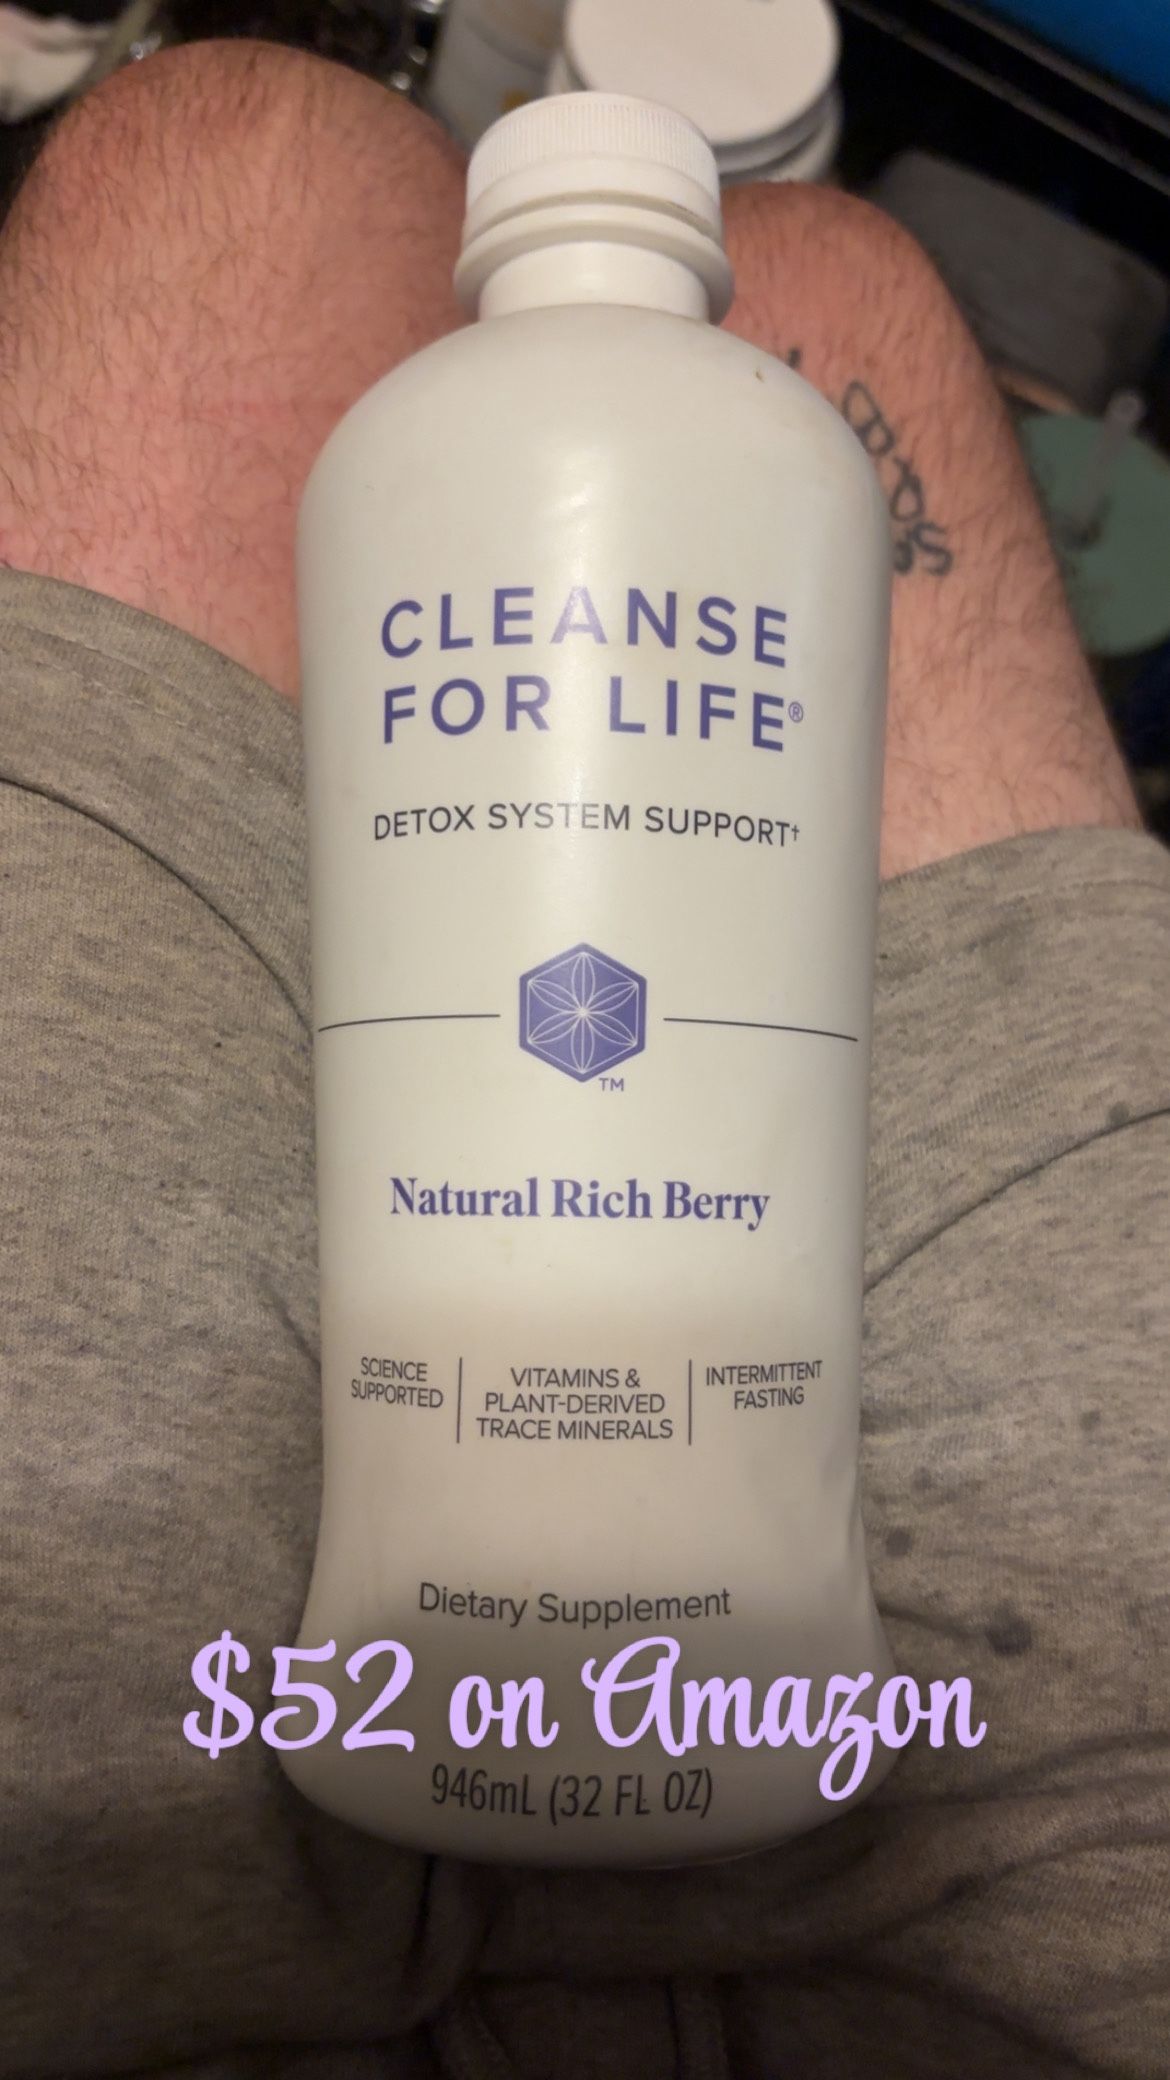 CLEANSE
FOR LIFE®
DETOX SYSTEM SUPPORT†
TM
Natural Rich Berry
SCIENCE
SUPPORTED
VITAMINS &
PLANT-DERIVED
TRACE MINERALS
INTERMITTENT
FASTING
Dietary Supplement
$52 on Amazon
946mL (32 FL OZ)